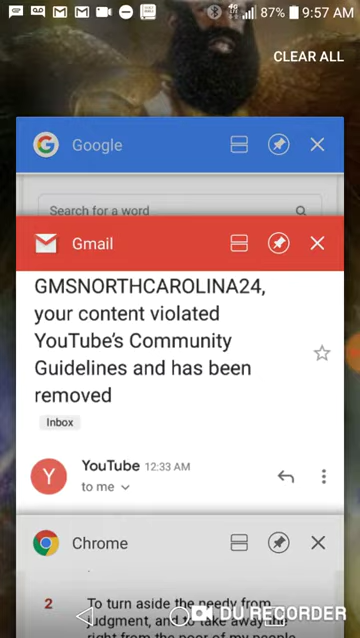 4G 87% 9:57 AM
CLEAR ALL
Google
Search for a word
Gmail
GMSNORTHCAROLINA24,
your content violated
YouTube's Community
Guidelines and has been
removed
Inbox
Y
YouTube 12:33 AM
to me
Chrome
2 To turn aside the needy from
judgment, and to take away the
right from the poor of my people
DU RECORDER